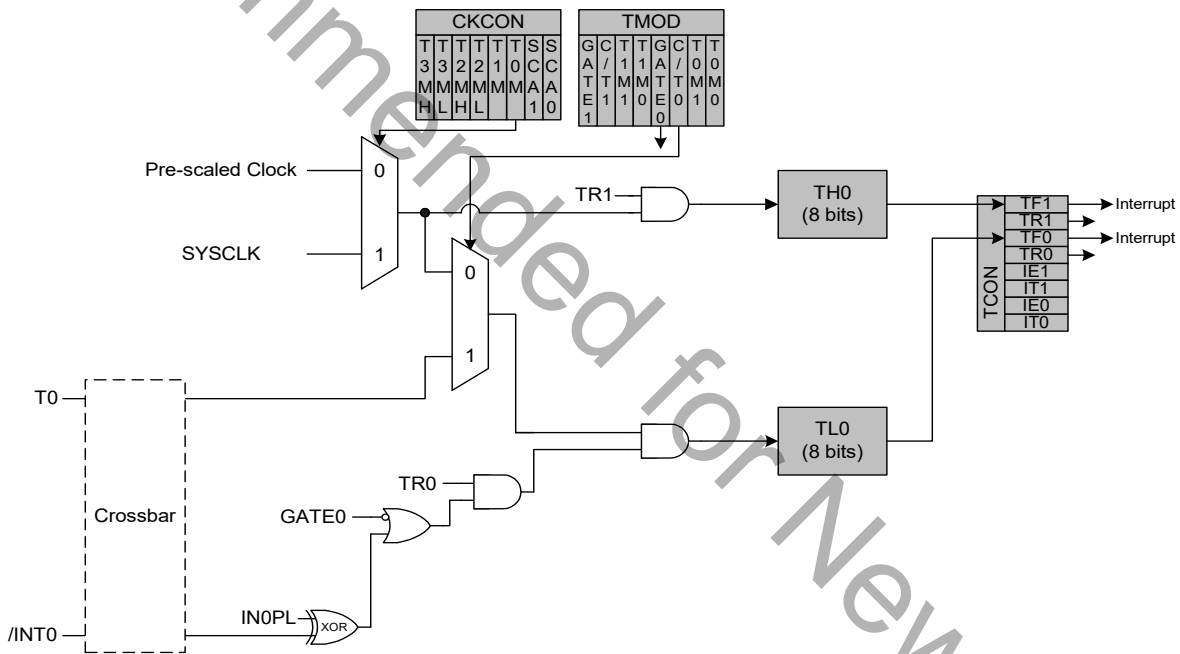 CKCON
T3MH
T3ML
T2MH
T2ML
T1M
T0M
SCA1
SCA0
TMOD
GATE1
C/T1
T1M1
T1M0
GATE0
C/T0
T0M1
T0M0
Pre-scaled Clock
0
SYSCLK
1
TR1
TH0
(8 bits)
TCON
TF1
TR1
TF0
TR0
IE1
IT1
IE0
IT0
Interrupt
Interrupt
0
1
T0
Crossbar
TL0
(8 bits)
TR0
GATE0
IN0PL
XOR
/INT0
mmended for New